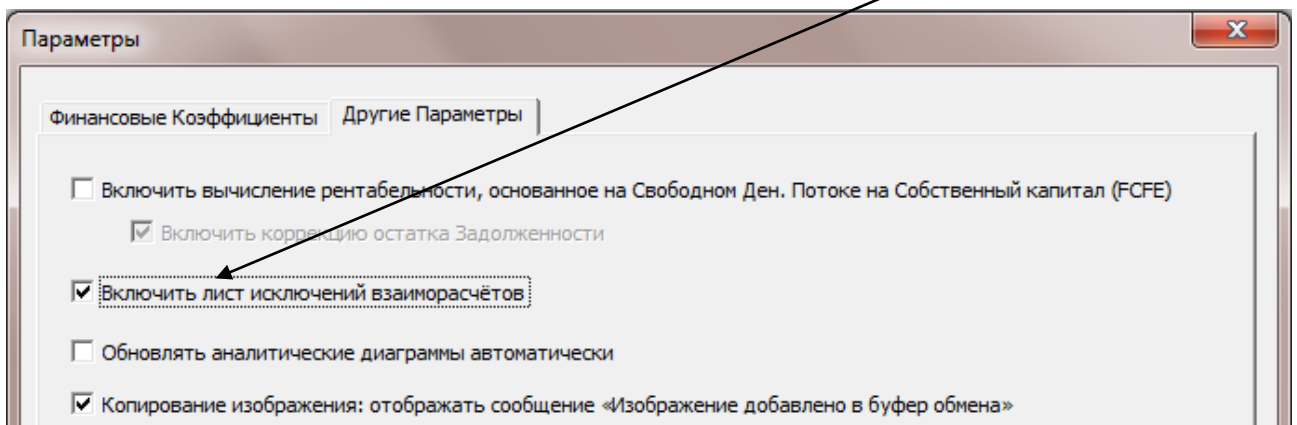 Параметры
Финансовые Коэффициенты Другие Параметры
Включить вычисление рентабельности, основанное на Свободном Ден. Потоке на Собственный капитал (FCFE)
Включить коррекцию остатка Задолженности
Включить лист исключений взаиморасчётов
Обновлять аналитические диаграммы автоматически
Копирование изображения: отображать сообщение «Изображение добавлено в буфер обмена»